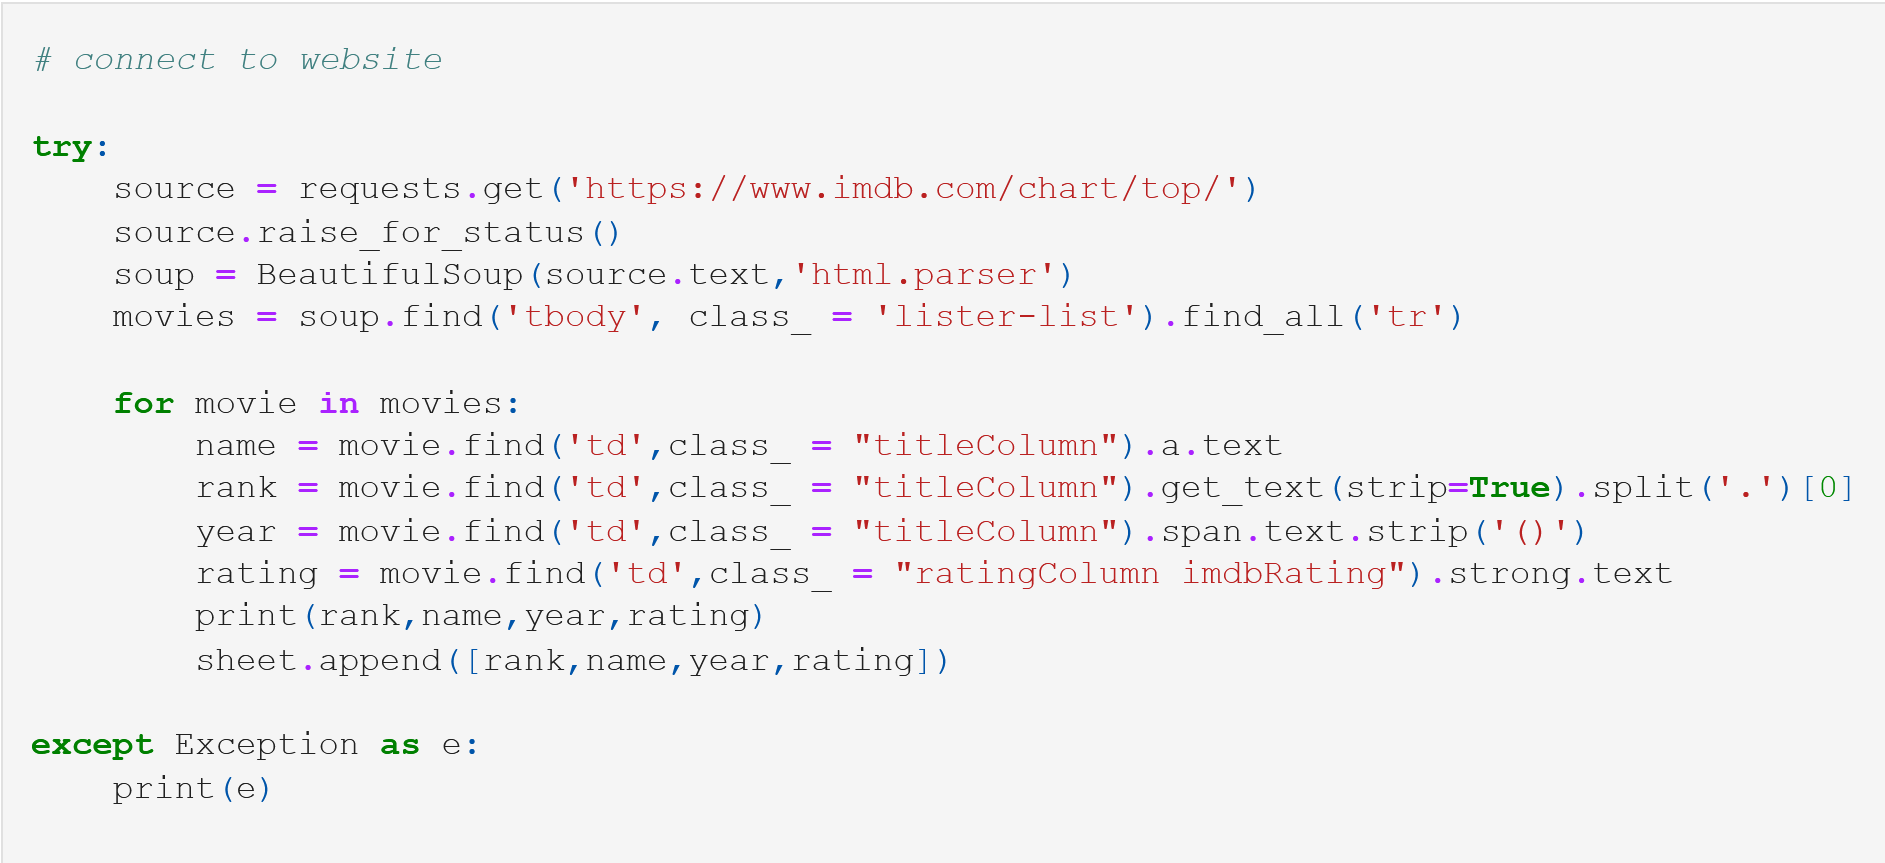 # connect to website
try:
source = requests.get('https://www.imdb.com/chart/top/')
source.raise_for_status()
soup = BeautifulSoup(source.text,'html.parser')
movies = soup.find('tbody', class_ = 'lister-list').find_all('tr')
for movie in movies:
name = movie.find('td',class_ = "titleColumn").a.text
rank = movie.find('td',class_ = "titleColumn").get_text(strip=True).split('.')[0]
year = movie.find('td',class_ = "titleColumn").span.text.strip('()')
rating = movie.find('td',class_ = "ratingColumn imdbRating").strong.text
print(rank,name,year,rating)
sheet.append([rank,name,year,rating])
except Exception as e:
print(e)